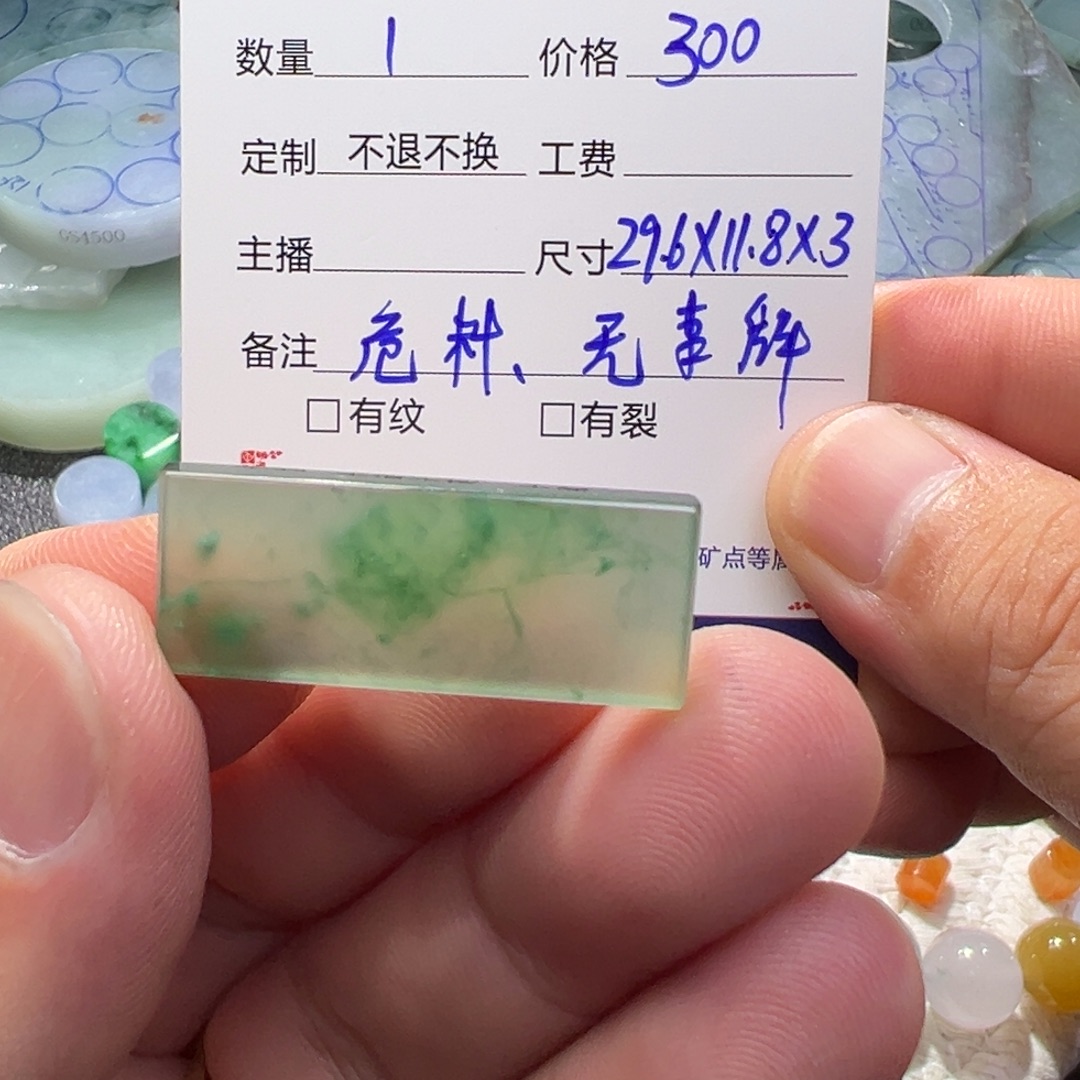 数量 1 价格 300
定制 不退不换 工费
主播 尺寸 29.6X11.8X3
备注 危料、无事牌
□有纹 □有裂
矿点等
GS4500